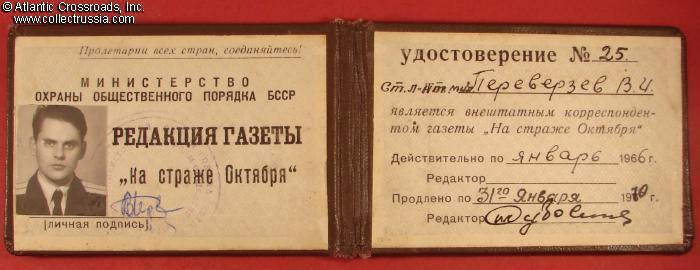 © Atlantic Crossroads, Inc.
www.collectrussia.com
Пролетарии всех стран, соединяйтесь!
МИНИСТЕРСТВО
ОХРАНЫ ОБЩЕСТВЕННОГО ПОРЯДКА БССР
РЕДАКЦИЯ ГАЗЕТЫ
„На страже Октября“
(личная подпись)
УДОСТОВЕРЕНИЕ № 25.
Ст. л-нт Переверзев В.И.
является внештатным корреспонден-
том газеты „На страже Октября“
Действительно по январь 1966 г.
Редактор
Продлено по 31го Января 1970 г.
Редактор